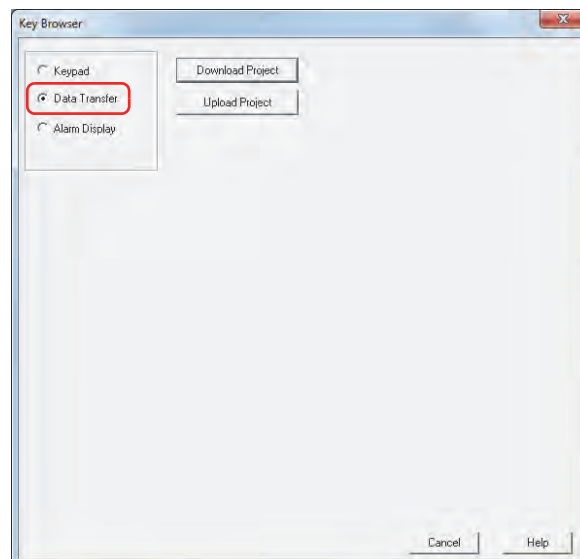 Key Browser
Keypad
Download Project
Data Transfer
Upload Project
Alarm Display
Cancel
Help